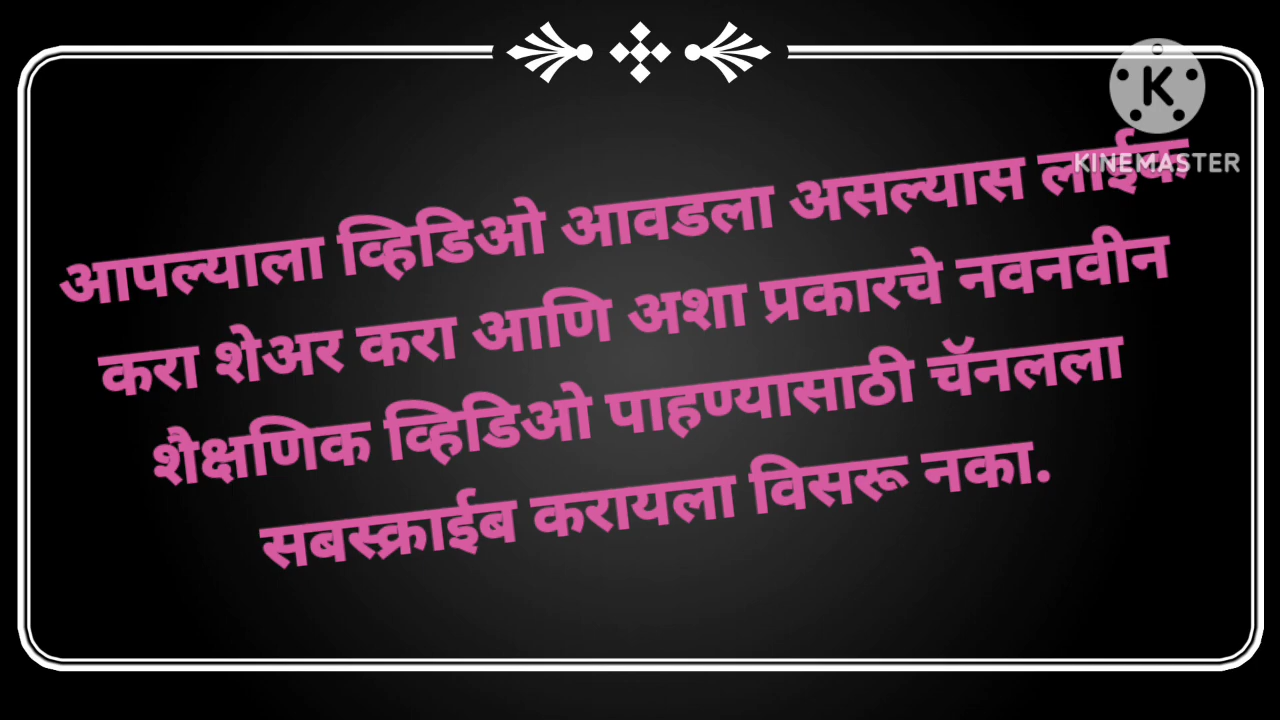 K
KINEMASTER
आपल्याला व्हिडिओ आवडला असल्यास लाईक
करा शेअर करा आणि अशा प्रकारचे नवनवीन
शैक्षणिक व्हिडिओ पाहण्यासाठी चॅनलला
सबस्क्राईब करायला विसरू नका.